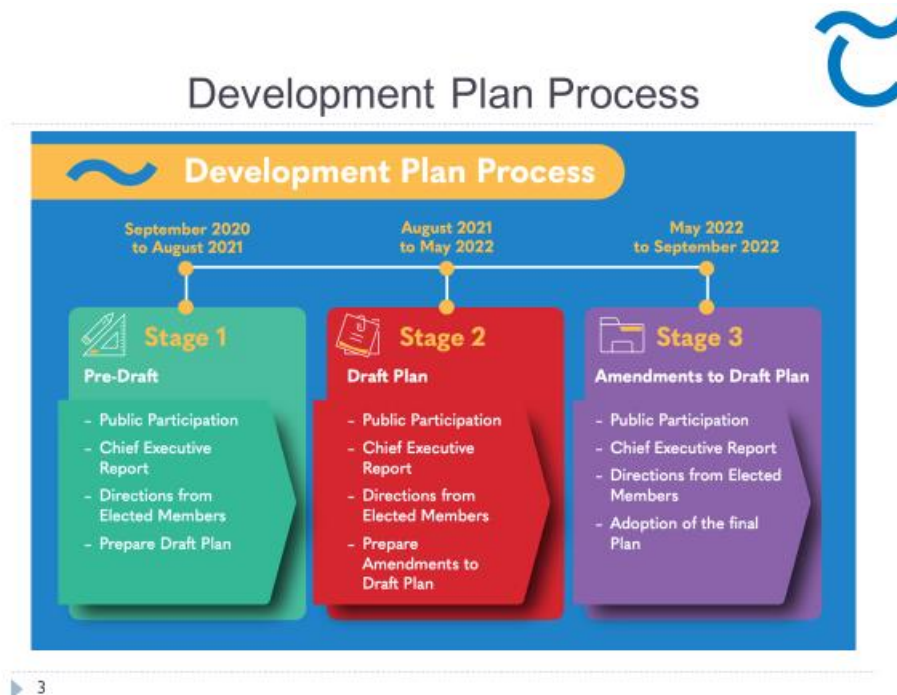 Development Plan Process
Development Plan Process
September 2020
to August 2021
August 2021
to May 2022
May 2022
to September 2022
Stage 1
Pre-Draft
- Public Participation
- Chief Executive
Report
- Directions from
Elected Members
- Prepare Draft Plan
Stage 2
Draft Plan
- Public Participation
- Chief Executive
Report
- Directions from
Elected Members
- Prepare
Amendments to
Draft Plan
Stage 3
Amendments to Draft Plan
- Public Participation
- Chief Executive Report
- Directions from Elected
Members
- Adoption of the final
Plan
3